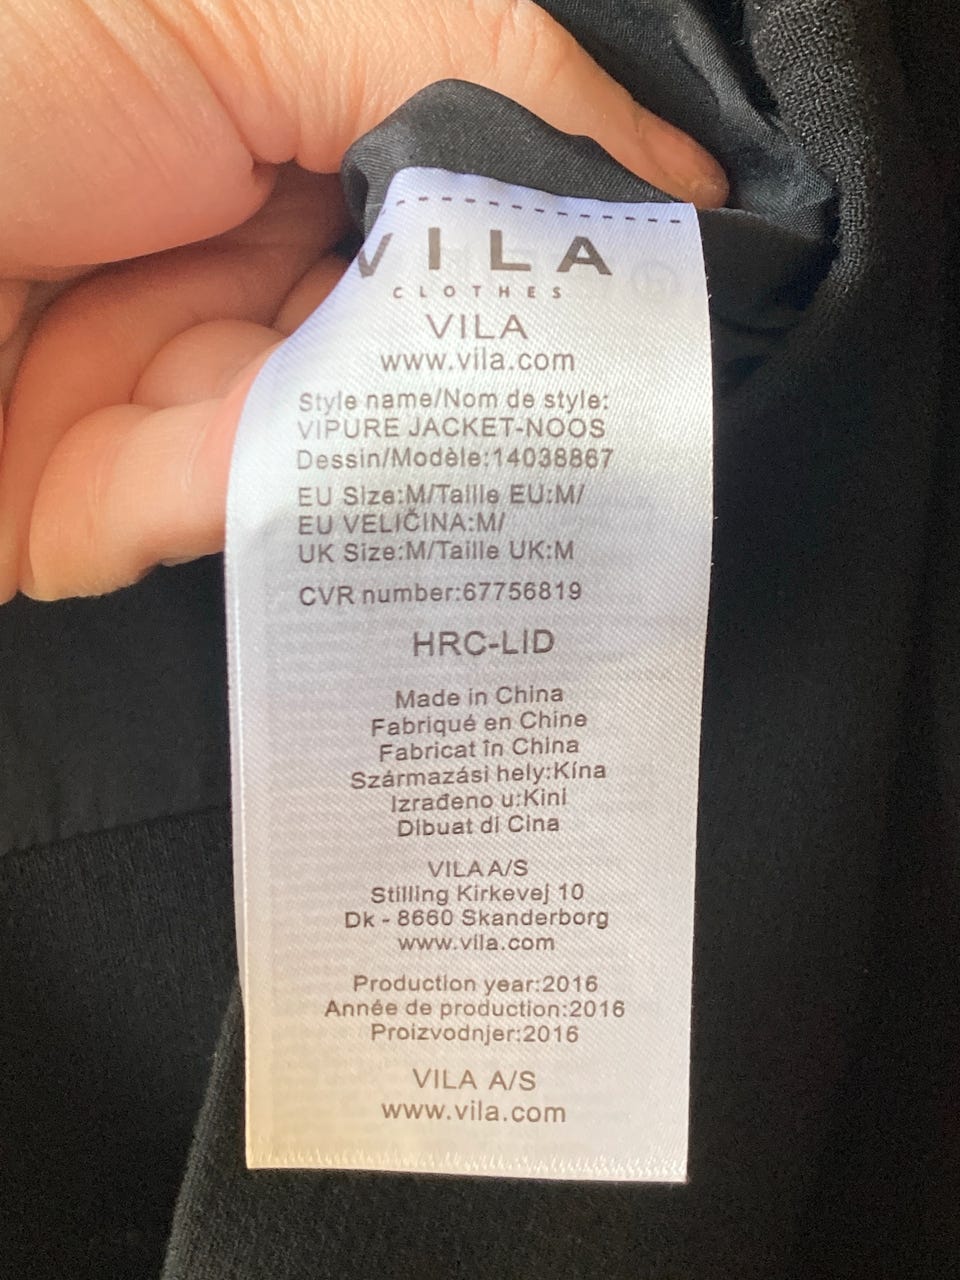 VILA
CLOTHES
VILA
www.vila.com
Style name/Nom de style:
VIPURE JACKET-NOOS
Dessin/Modèle:14038867
EU Size:M/Taille EU:M/
EU VELIČINA:M/
UK Size:M/Taille UK:M
CVR number:67756819
HRC-LID
Made in China
Fabriqué en Chine
Fabricat în China
Származási hely:Kína
Izrađeno u:Kini
Dibuat di Cina
VILA A/S
Stilling Kirkevej 10
Dk - 8660 Skanderborg
www.vila.com
Production year:2016
Année de production:2016
Proizvodnjer:2016
VILA A/S
www.vila.com